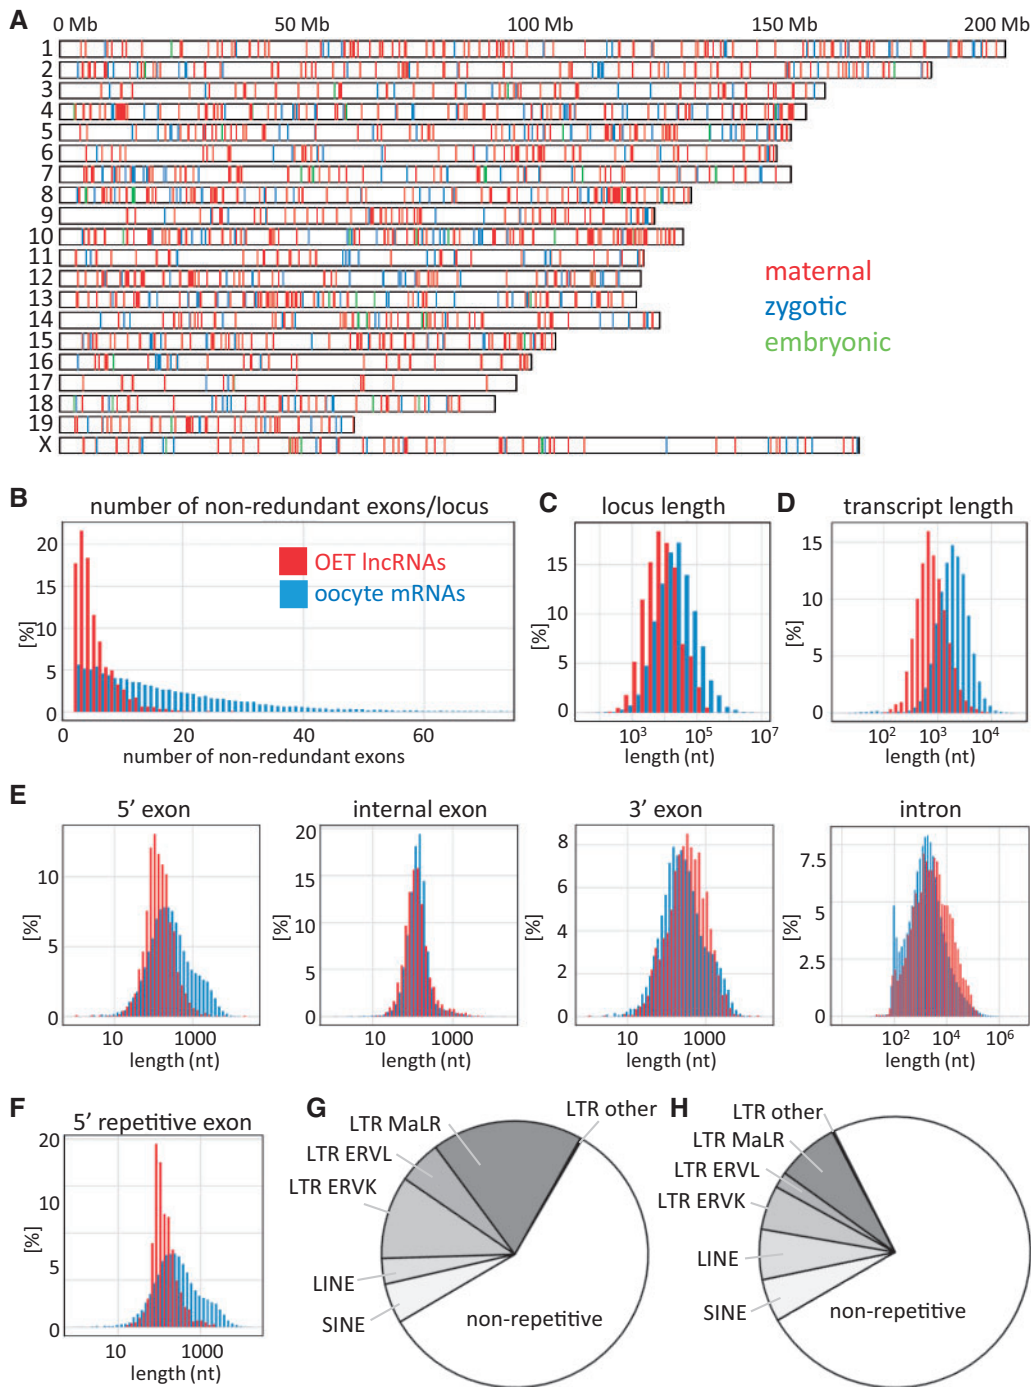 A
0 Mb 50 Mb 100 Mb 150 Mb 200 Mb
1
2
3
4
5
6
7
8
9
10
11
12
13
14
15
16
17
18
19
X
maternal
zygotic
embryonic
B
number of non-redundant exons/locus
OET lncRNAs
oocyte mRNAs
[%]
20
15
10
5
0
0 20 40 60
number of non-redundant exons
C
locus length
[%]
15
10
5
0
10³ 10⁵ 10⁷
length (nt)
D
transcript length
[%]
15
10
5
0
10² 10³ 10⁴
length (nt)
E
5’ exon
[%]
10
5
0
10 1000
length (nt)
internal exon
[%]
20
15
10
5
0
10 1000
length (nt)
3’ exon
[%]
8
6
4
2
0
10 1000
length (nt)
intron
[%]
7.5
5
2.5
0
10² 10⁴ 10⁶
length (nt)
F
5’ repetitive exon
[%]
20
10
5
0
10 1000
length (nt)
G
LTR other
LTR MaLR
LTR ERVL
LTR ERVK
LINE
SINE
non-repetitive
H
LTR other
LTR MaLR
LTR ERVL
LTR ERVK
LINE
SINE
non-repetitive